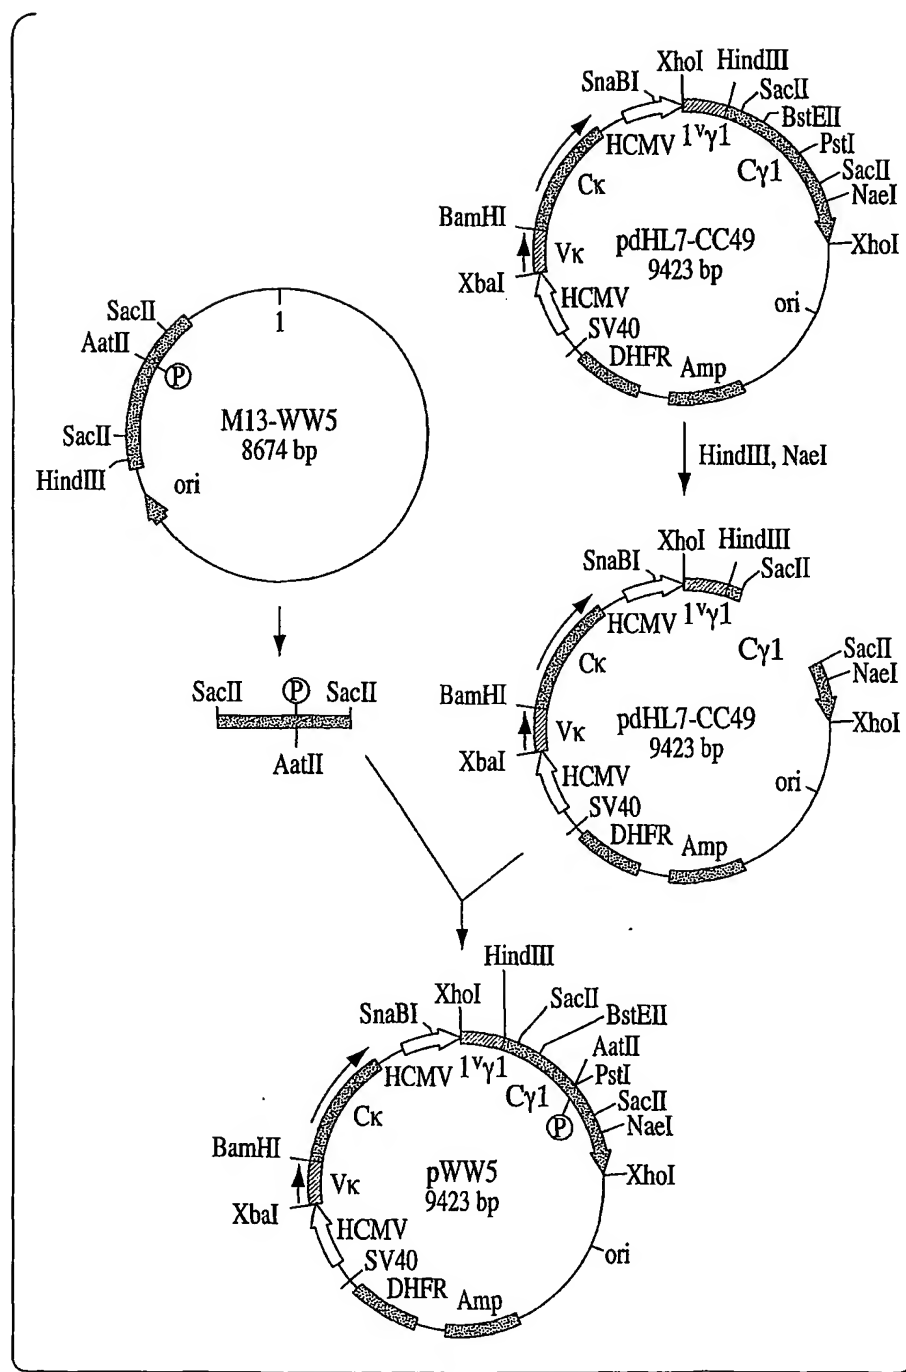 XhoI HindIII
SnaBI
SacII
BstEII
HCMV 1ᵛγ1
PstI
Cγ1
SacII
NaeI
Cκ
BamHI
Vκ
pdHL7-CC49
9423 bp
XhoI
XbaI
HCMV
ori
SV40
DHFR
Amp
SacII
1
AatII
P
M13-WW5
8674 bp
SacII
HindIII
ori
HindIII, NaeI
XhoI HindIII
SnaBI
SacII
HCMV 1ᵛγ1
Cγ1
SacII
NaeI
Cκ
BamHI
Vκ
pdHL7-CC49
9423 bp
XhoI
XbaI
HCMV
ori
SV40
DHFR
Amp
SacII P SacII
AatII
HindIII
XhoI
SnaBI
SacII
BstEII
AatII
PstI
HCMV 1ᵛγ1
Cγ1
SacII
P
NaeI
Cκ
BamHI
Vκ
pWW5
9423 bp
XhoI
XbaI
HCMV
ori
SV40
DHFR
Amp